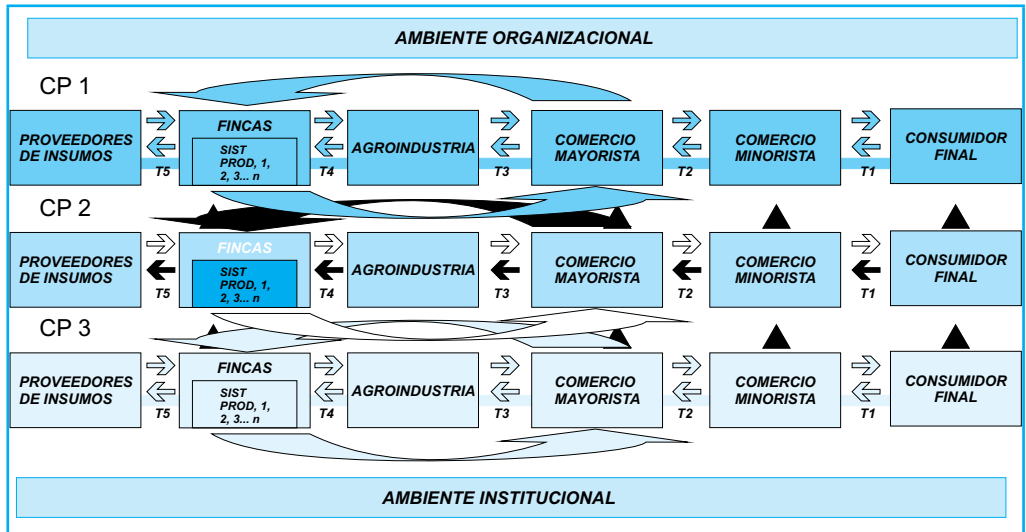 AMBIENTE ORGANIZACIONAL
CP 1
PROVEEDORES
DE INSUMOS
T5
FINCAS
SIST
PROD, 1,
2, 3... n
T4
AGROINDUSTRIA
T3
COMERCIO
MAYORISTA
T2
COMERCIO
MINORISTA
T1
CONSUMIDOR
FINAL
CP 2
PROVEEDORES
DE INSUMOS
T5
FINCAS
SIST
PROD, 1,
2, 3... n
T4
AGROINDUSTRIA
T3
COMERCIO
MAYORISTA
T2
COMERCIO
MINORISTA
T1
CONSUMIDOR
FINAL
CP 3
PROVEEDORES
DE INSUMOS
T5
FINCAS
SIST
PROD, 1,
2, 3... n
T4
AGROINDUSTRIA
T3
COMERCIO
MAYORISTA
T2
COMERCIO
MINORISTA
T1
CONSUMIDOR
FINAL
AMBIENTE INSTITUCIONAL